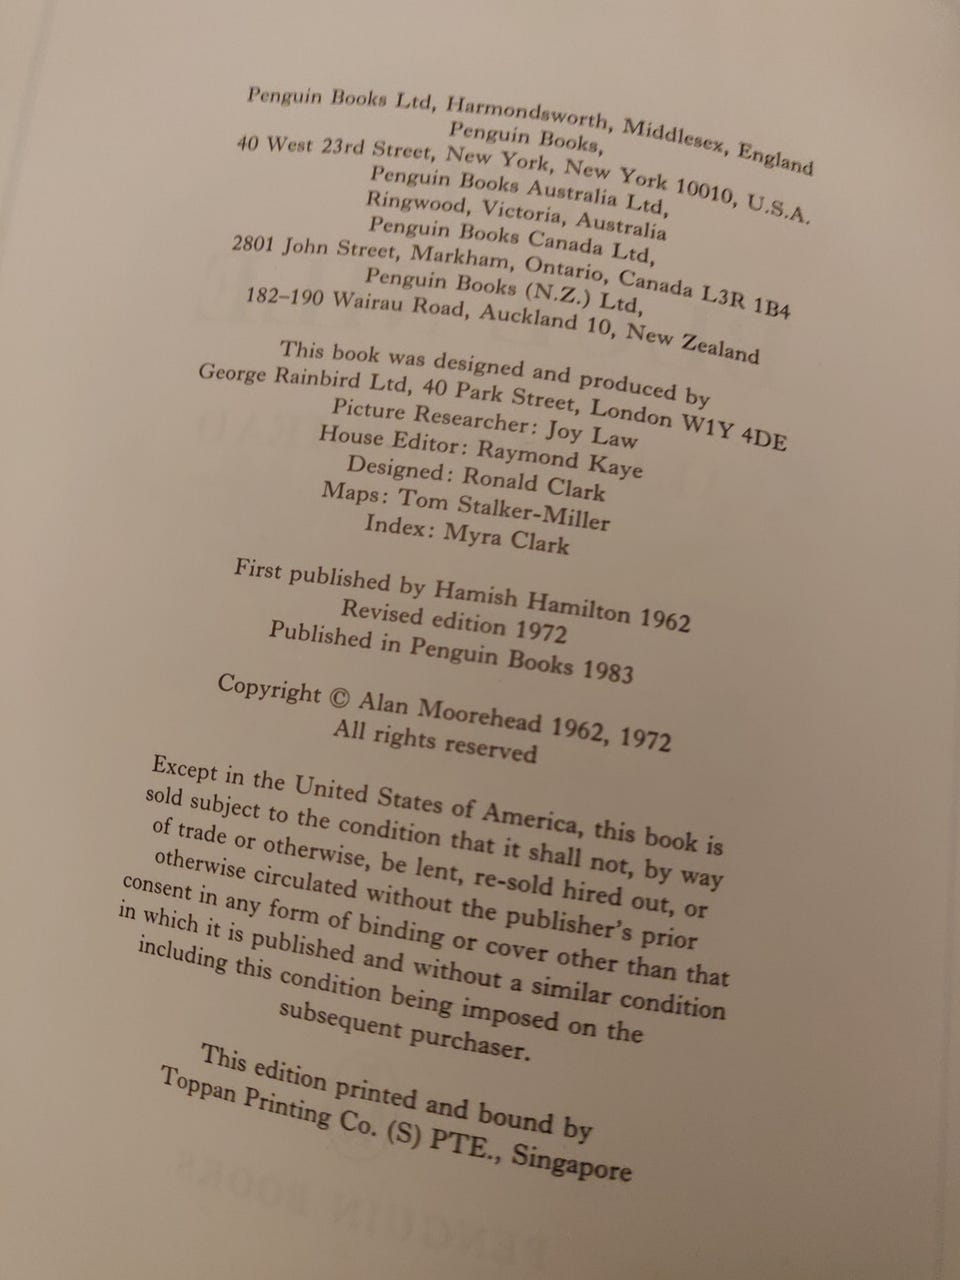 Penguin Books Ltd, Harmondsworth, Middlesex, England
Penguin Books,
40 West 23rd Street, New York, New York 10010, U.S.A.
Penguin Books Australia Ltd,
Ringwood, Victoria, Australia
Penguin Books Canada Ltd,
2801 John Street, Markham, Ontario, Canada L3R 1B4
Penguin Books (N.Z.) Ltd,
182–190 Wairau Road, Auckland 10, New Zealand
This book was designed and produced by
George Rainbird Ltd, 40 Park Street, London W1Y 4DE
Picture Researcher: Joy Law
House Editor: Raymond Kaye
Designed: Ronald Clark
Maps: Tom Stalker-Miller
Index: Myra Clark
First published by Hamish Hamilton 1962
Revised edition 1972
Published in Penguin Books 1983
Copyright © Alan Moorehead 1962, 1972
All rights reserved
Except in the United States of America, this book is
sold subject to the condition that it shall not, by way
of trade or otherwise, be lent, re-sold hired out, or
otherwise circulated without the publisher's prior
consent in any form of binding or cover other than that
in which it is published and without a similar condition
including this condition being imposed on the
subsequent purchaser.
This edition printed and bound by
Toppan Printing Co. (S) PTE., Singapore
PENGUIN BOOKS